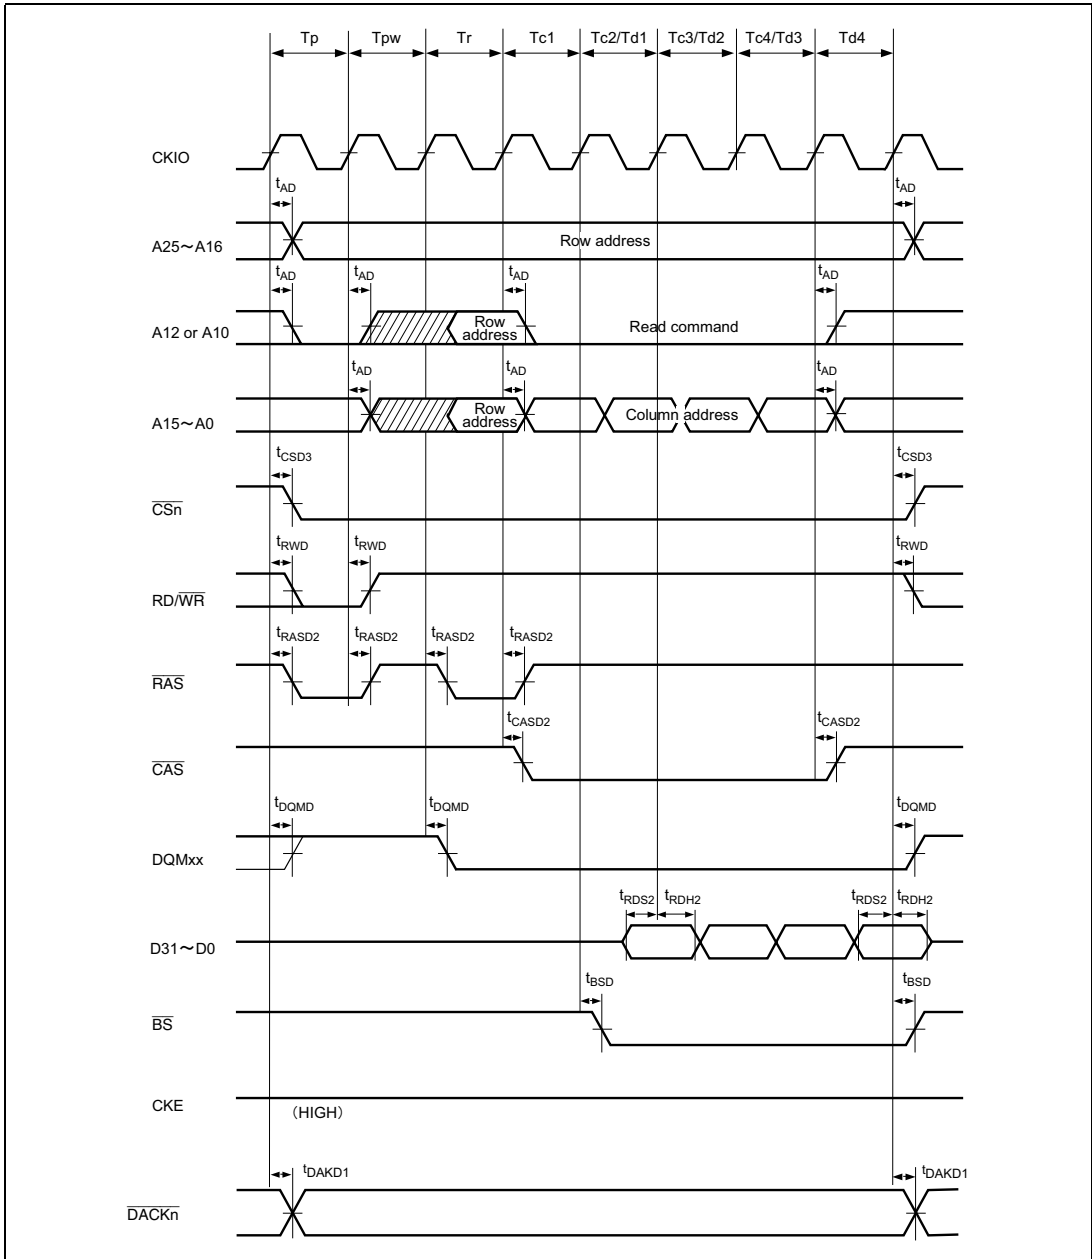 Tp Tpw Tr Tc1 Tc2/Td1 Tc3/Td2 Tc4/Td3 Td4
CKIO
tAD tAD
A25～A16 Row address
tAD tAD tAD tAD
A12 or A10 Row address Read command
tAD tAD tAD
A15～A0 Row address Column address
tCSD3 tCSD3
CSn
tRWD tRWD tRWD
RD/WR
tRASD2 tRASD2 tRASD2 tRASD2
RAS
tCASD2 tCASD2
CAS
tDQMD tDQMD tDQMD
DQMxx
tRDS2 tRDH2 tRDS2 tRDH2
D31～D0
tBSD tBSD
BS
CKE
(HIGH)
tDAKD1 tDAKD1
DACKn